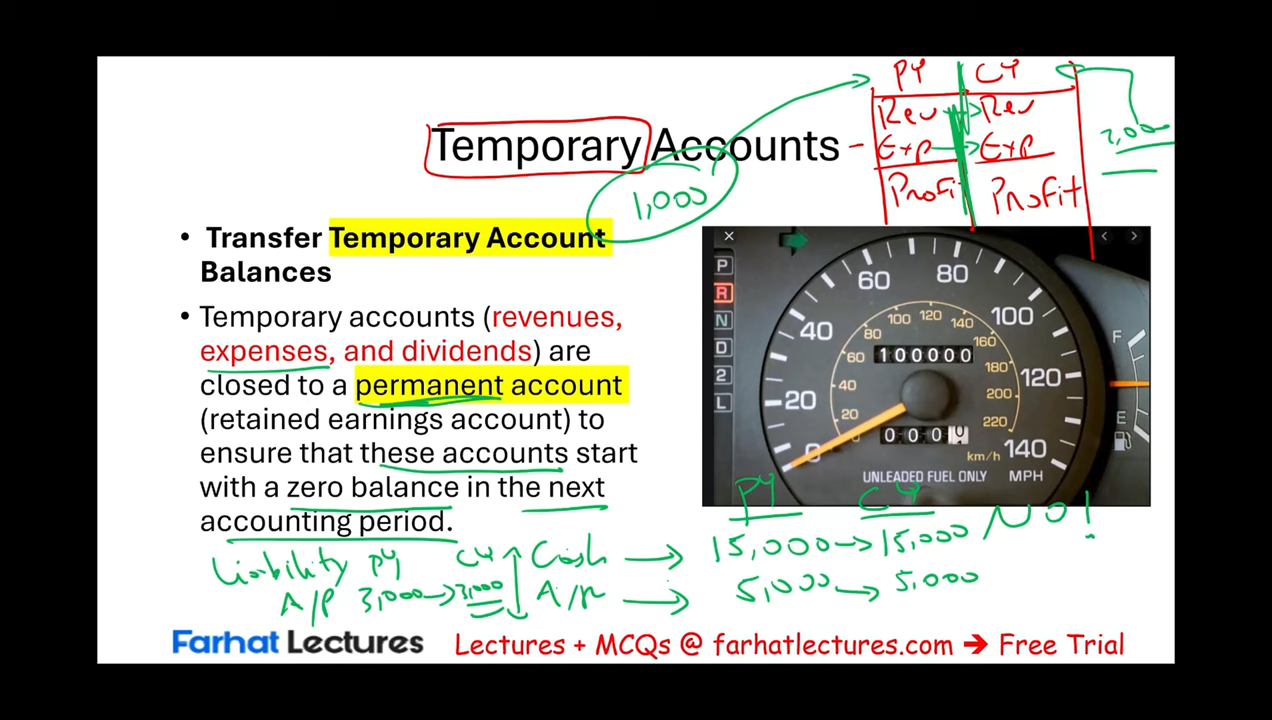 PY CY
Rev → Rev
Temporary Accounts - Exp → Exp
Profit Profit
1,000
• Transfer Temporary Account
Balances
• Temporary accounts (revenues,
expenses, and dividends) are
closed to a permanent account
(retained earnings account) to
ensure that these accounts start
with a zero balance in the next
accounting period.
P
R
N
D
2
L
0 20 40 60 80 100 120 140 MPH
20 40 60 80 100 120 140 160 180 200 220 km/h
100000
0 0 0
UNLEADED FUEL ONLY
F
E
PY CY
Liability PY CY Cash → 15,000 → 15,000 NO!
A/P 3,000 → 3,000 A/R → 5,000 → 5,000
Farhat Lectures Lectures + MCQs @ farhatlectures.com → Free Trial